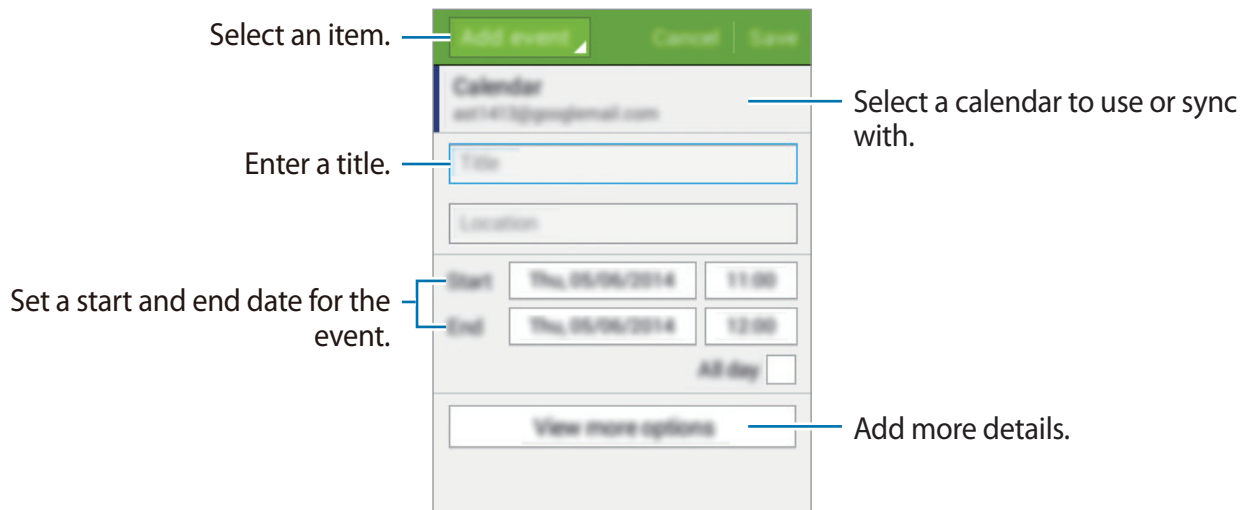 Select an item.
Add event
Cancel
Save
Calendar
Select a calendar to use or sync
with.
Enter a title.
Title
Location
Set a start and end date for the
event.
Start
Thu, 05/06/2014
11:00
End
Thu, 05/06/2014
12:00
All day
View more options
Add more details.